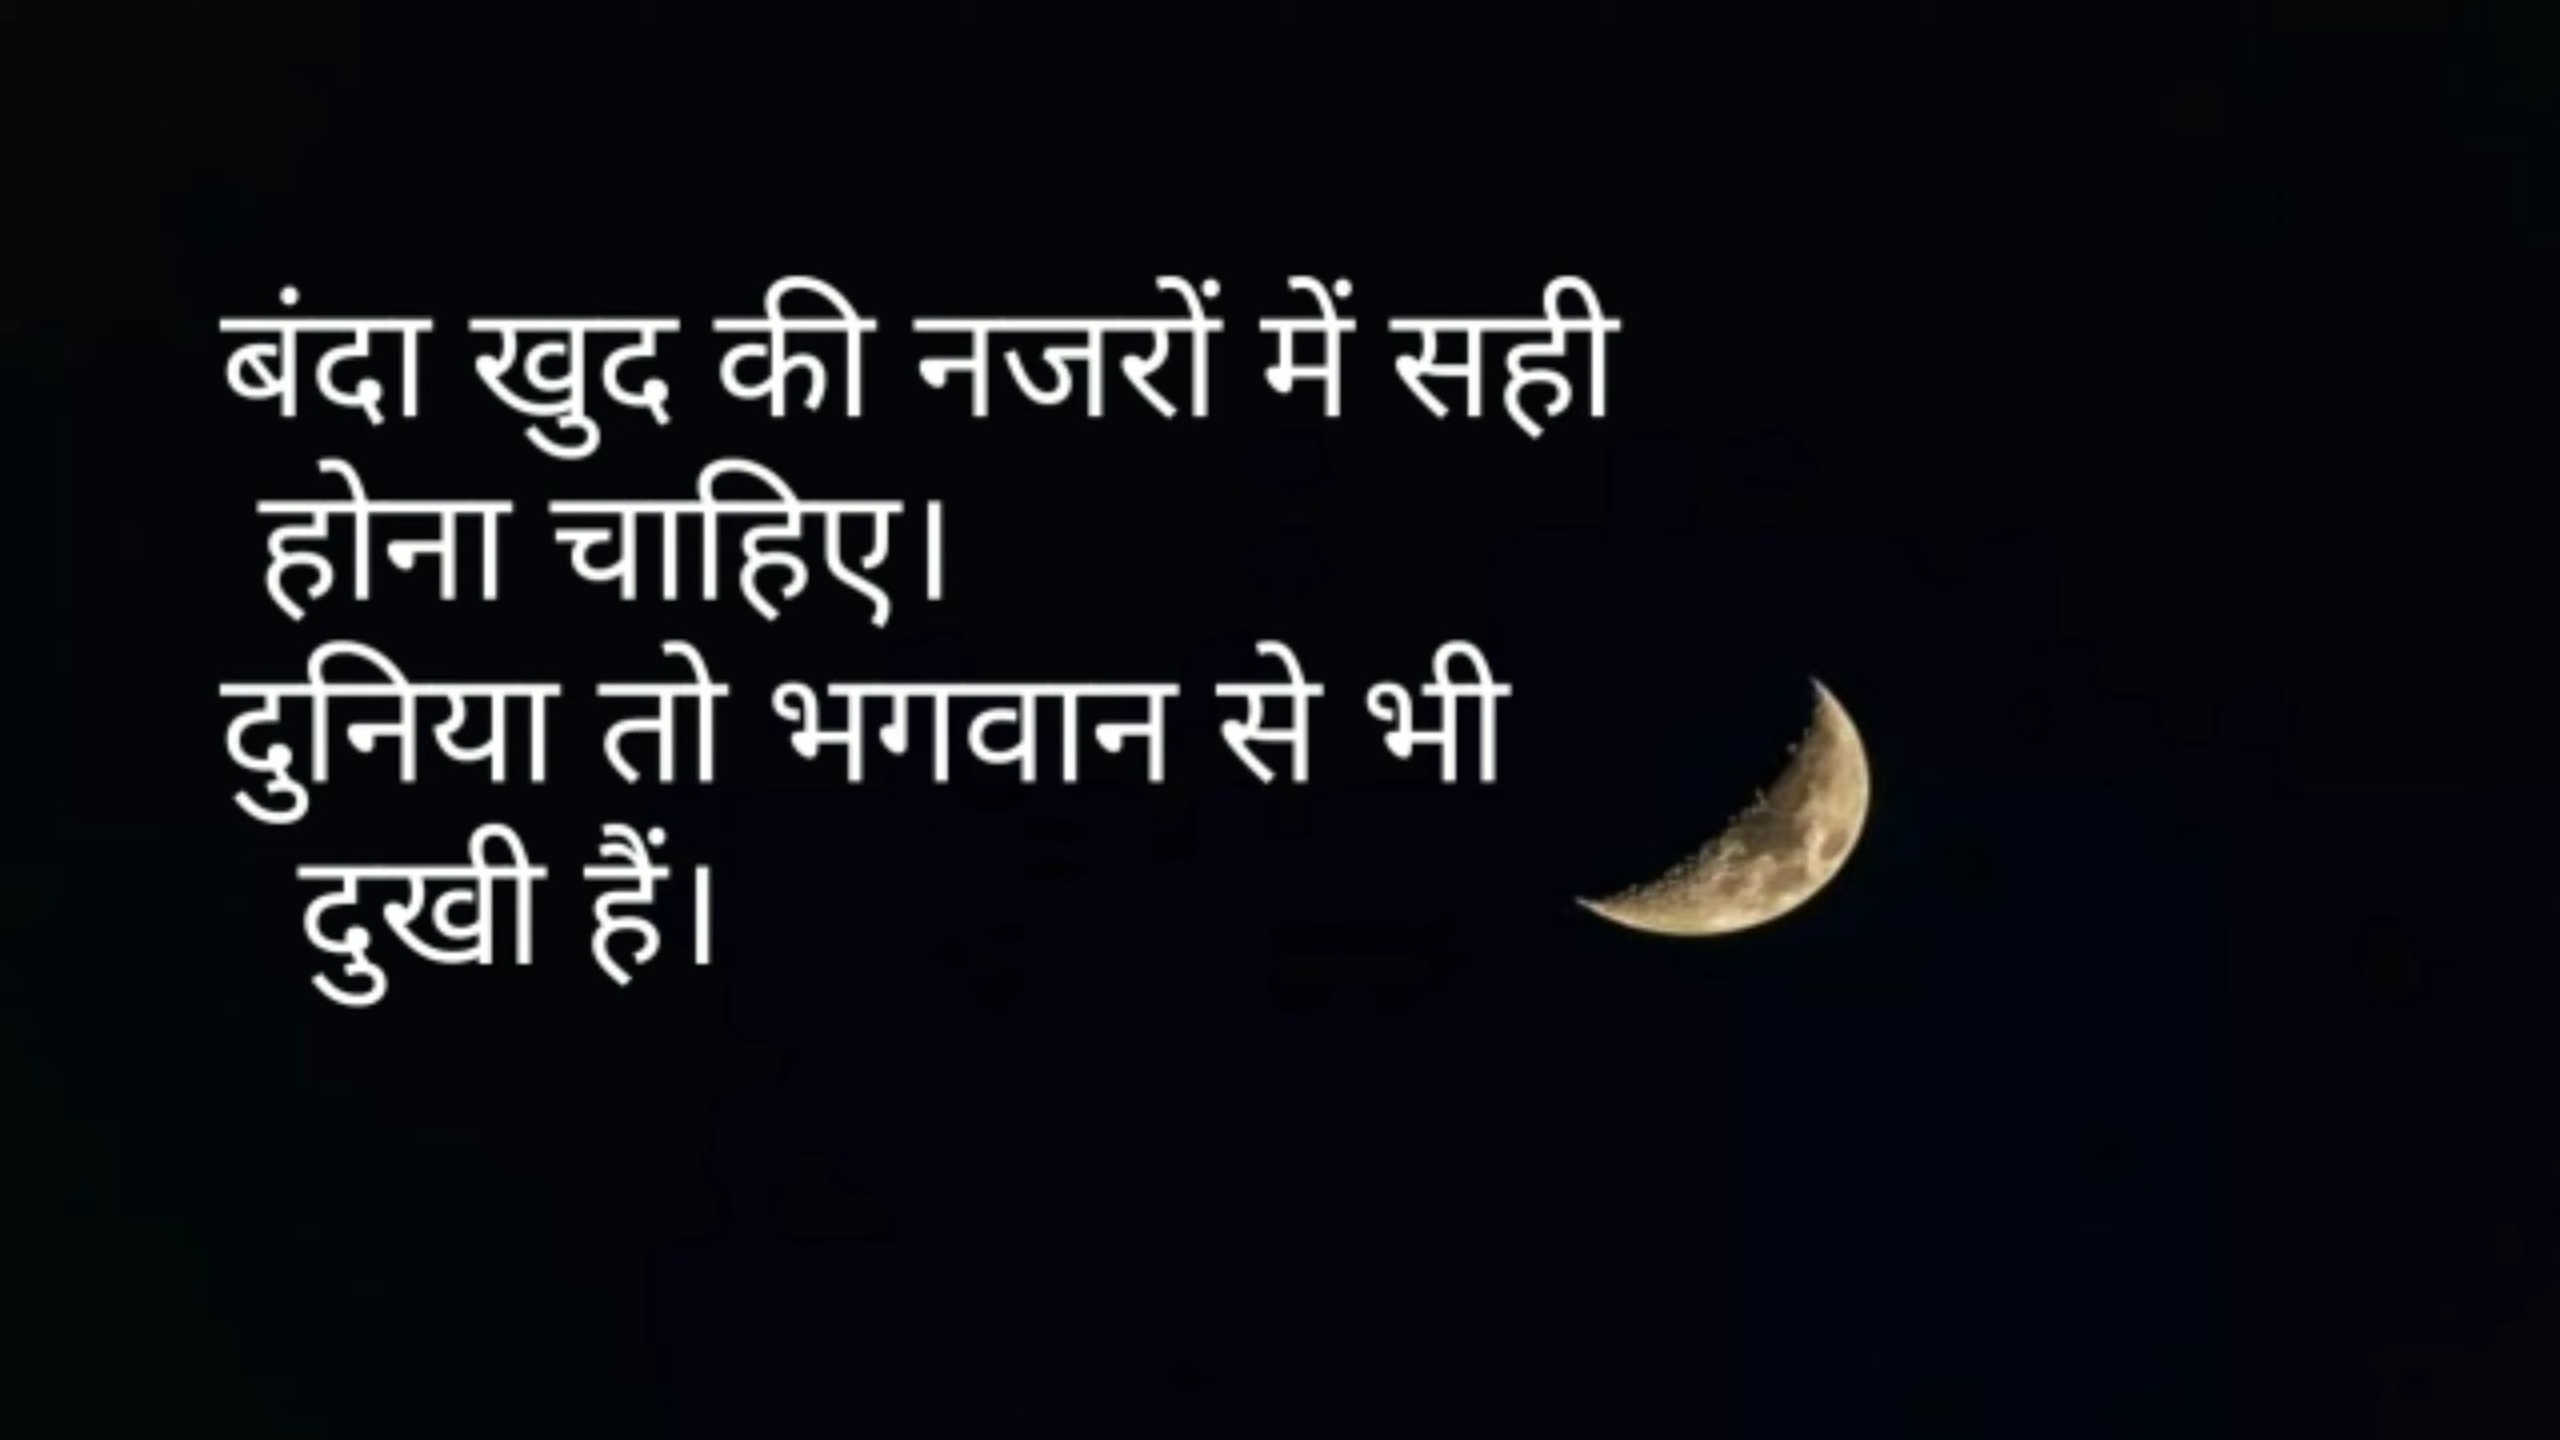 बंदा खुद की नजरों में सही
होना चाहिए।
दुनिया तो भगवान से भी
दुखी हैं।